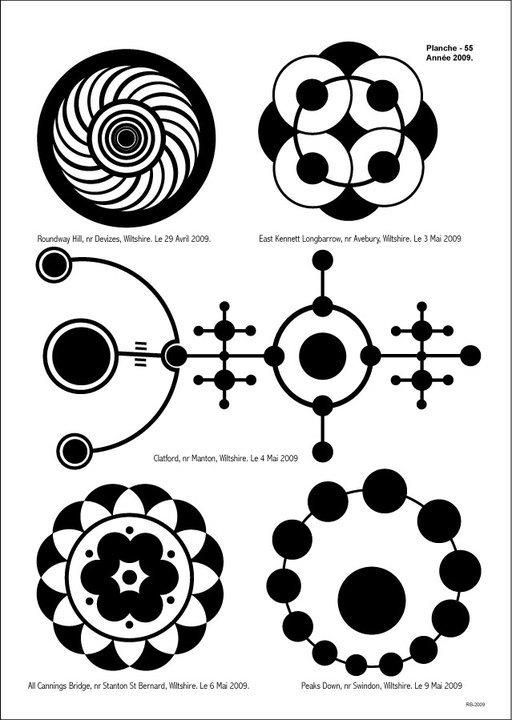 Planche - 55
Année 2009.
Roundway Hill, nr Devizes, Wiltshire. Le 29 Avril 2009.
East Kennett Longbarrow, nr Avebury, Wiltshire. Le 3 Mai 2009
Clatford, nr Manton, Wiltshire. Le 4 Mai 2009
All Cannings Bridge, nr Stanton St Bernard, Wiltshire. Le 6 Mai 2009.
Peaks Down, nr Swindon, Wiltshire. Le 9 Mai 2009
RB-2009